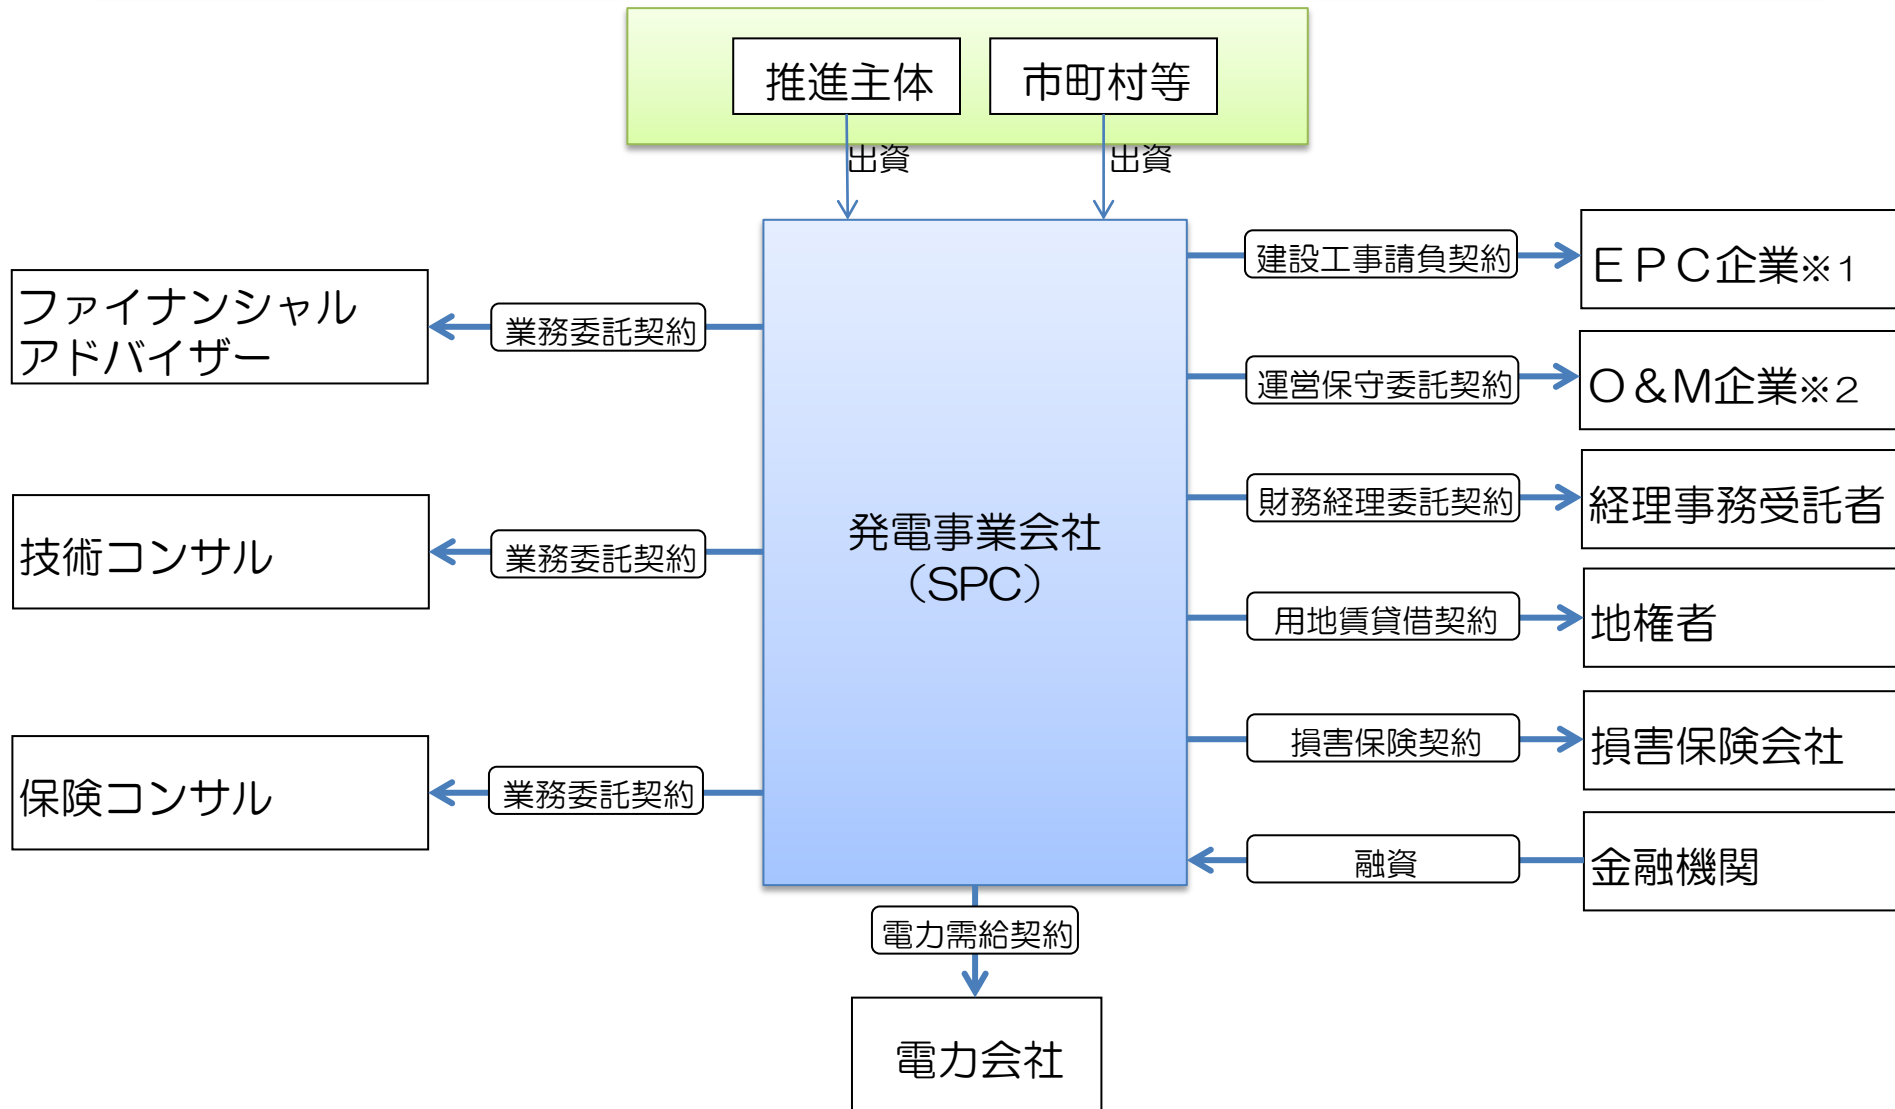 推進主体
市町村等
出資
出資
ファイナンシャル
アドバイザー
業務委託契約
技術コンサル
業務委託契約
保険コンサル
業務委託契約
発電事業会社
（SPC）
建設工事請負契約
ＥＰＣ企業※1
運営保守委託契約
Ｏ＆Ｍ企業※2
財務経理委託契約
経理事務受託者
用地賃貸借契約
地権者
損害保険契約
損害保険会社
融資
金融機関
電力需給契約
電力会社